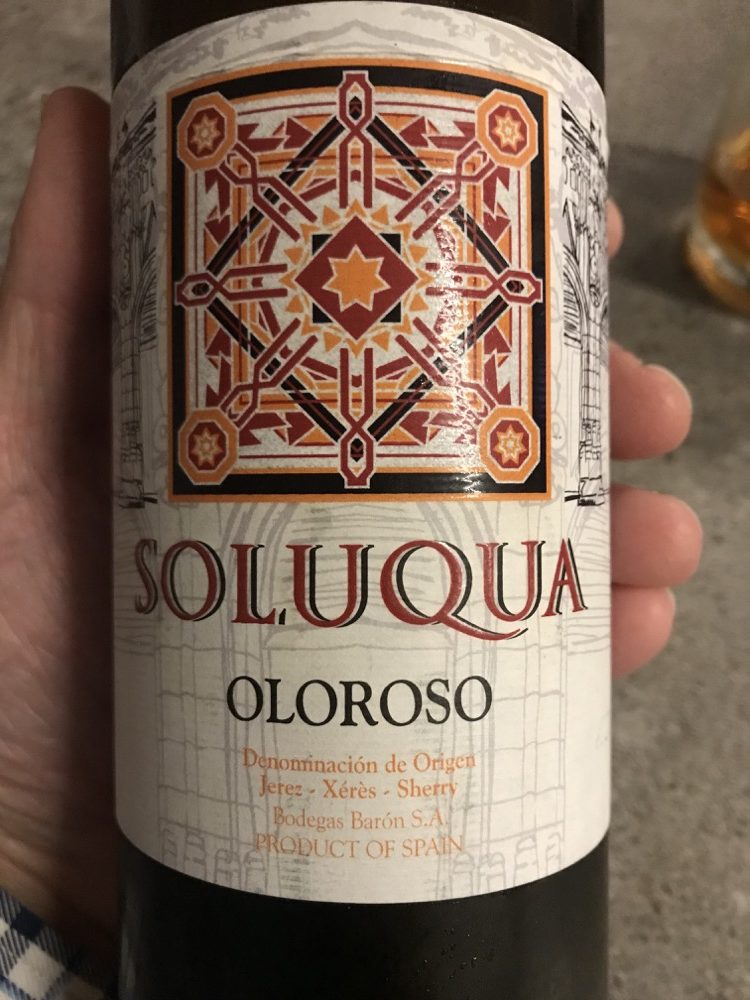 SOLUQUA
OLOROSO
Denominación de Origen
Jerez - Xérès - Sherry
Bodegas Barón S.A.
PRODUCT OF SPAIN